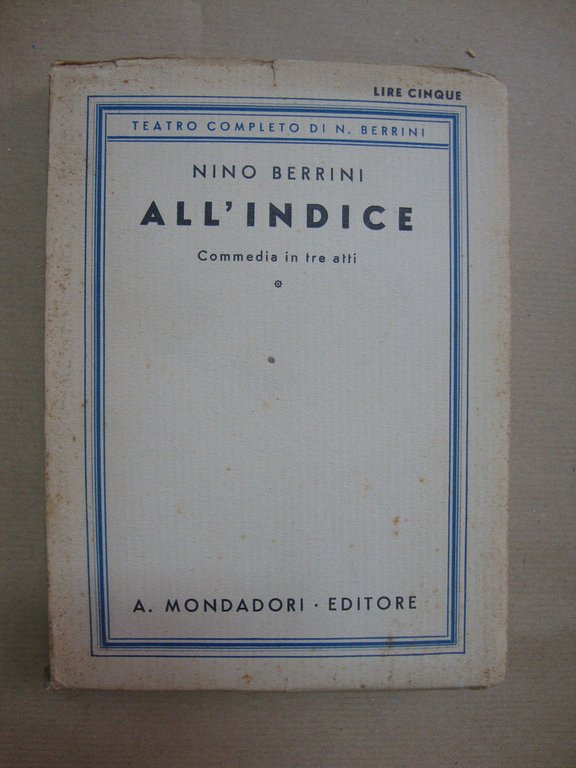 LIRE CINQUE
TEATRO COMPLETO DI N. BERRINI
NINO BERRINI
ALL'INDICE
Commedia in tre atti
A. MONDADORI · EDITORE